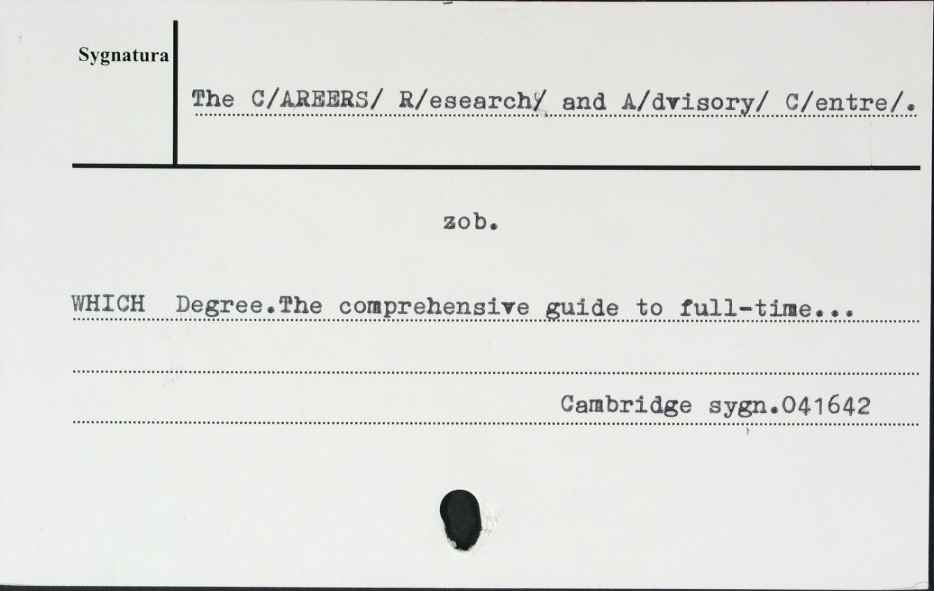 Sygnatura
The C/AREERS/ R/esearch/ and A/dvisory/ C/entre/.
zob.
WHICH Degree.The comprehensive guide to full-time...
Cambridge sygn.041642